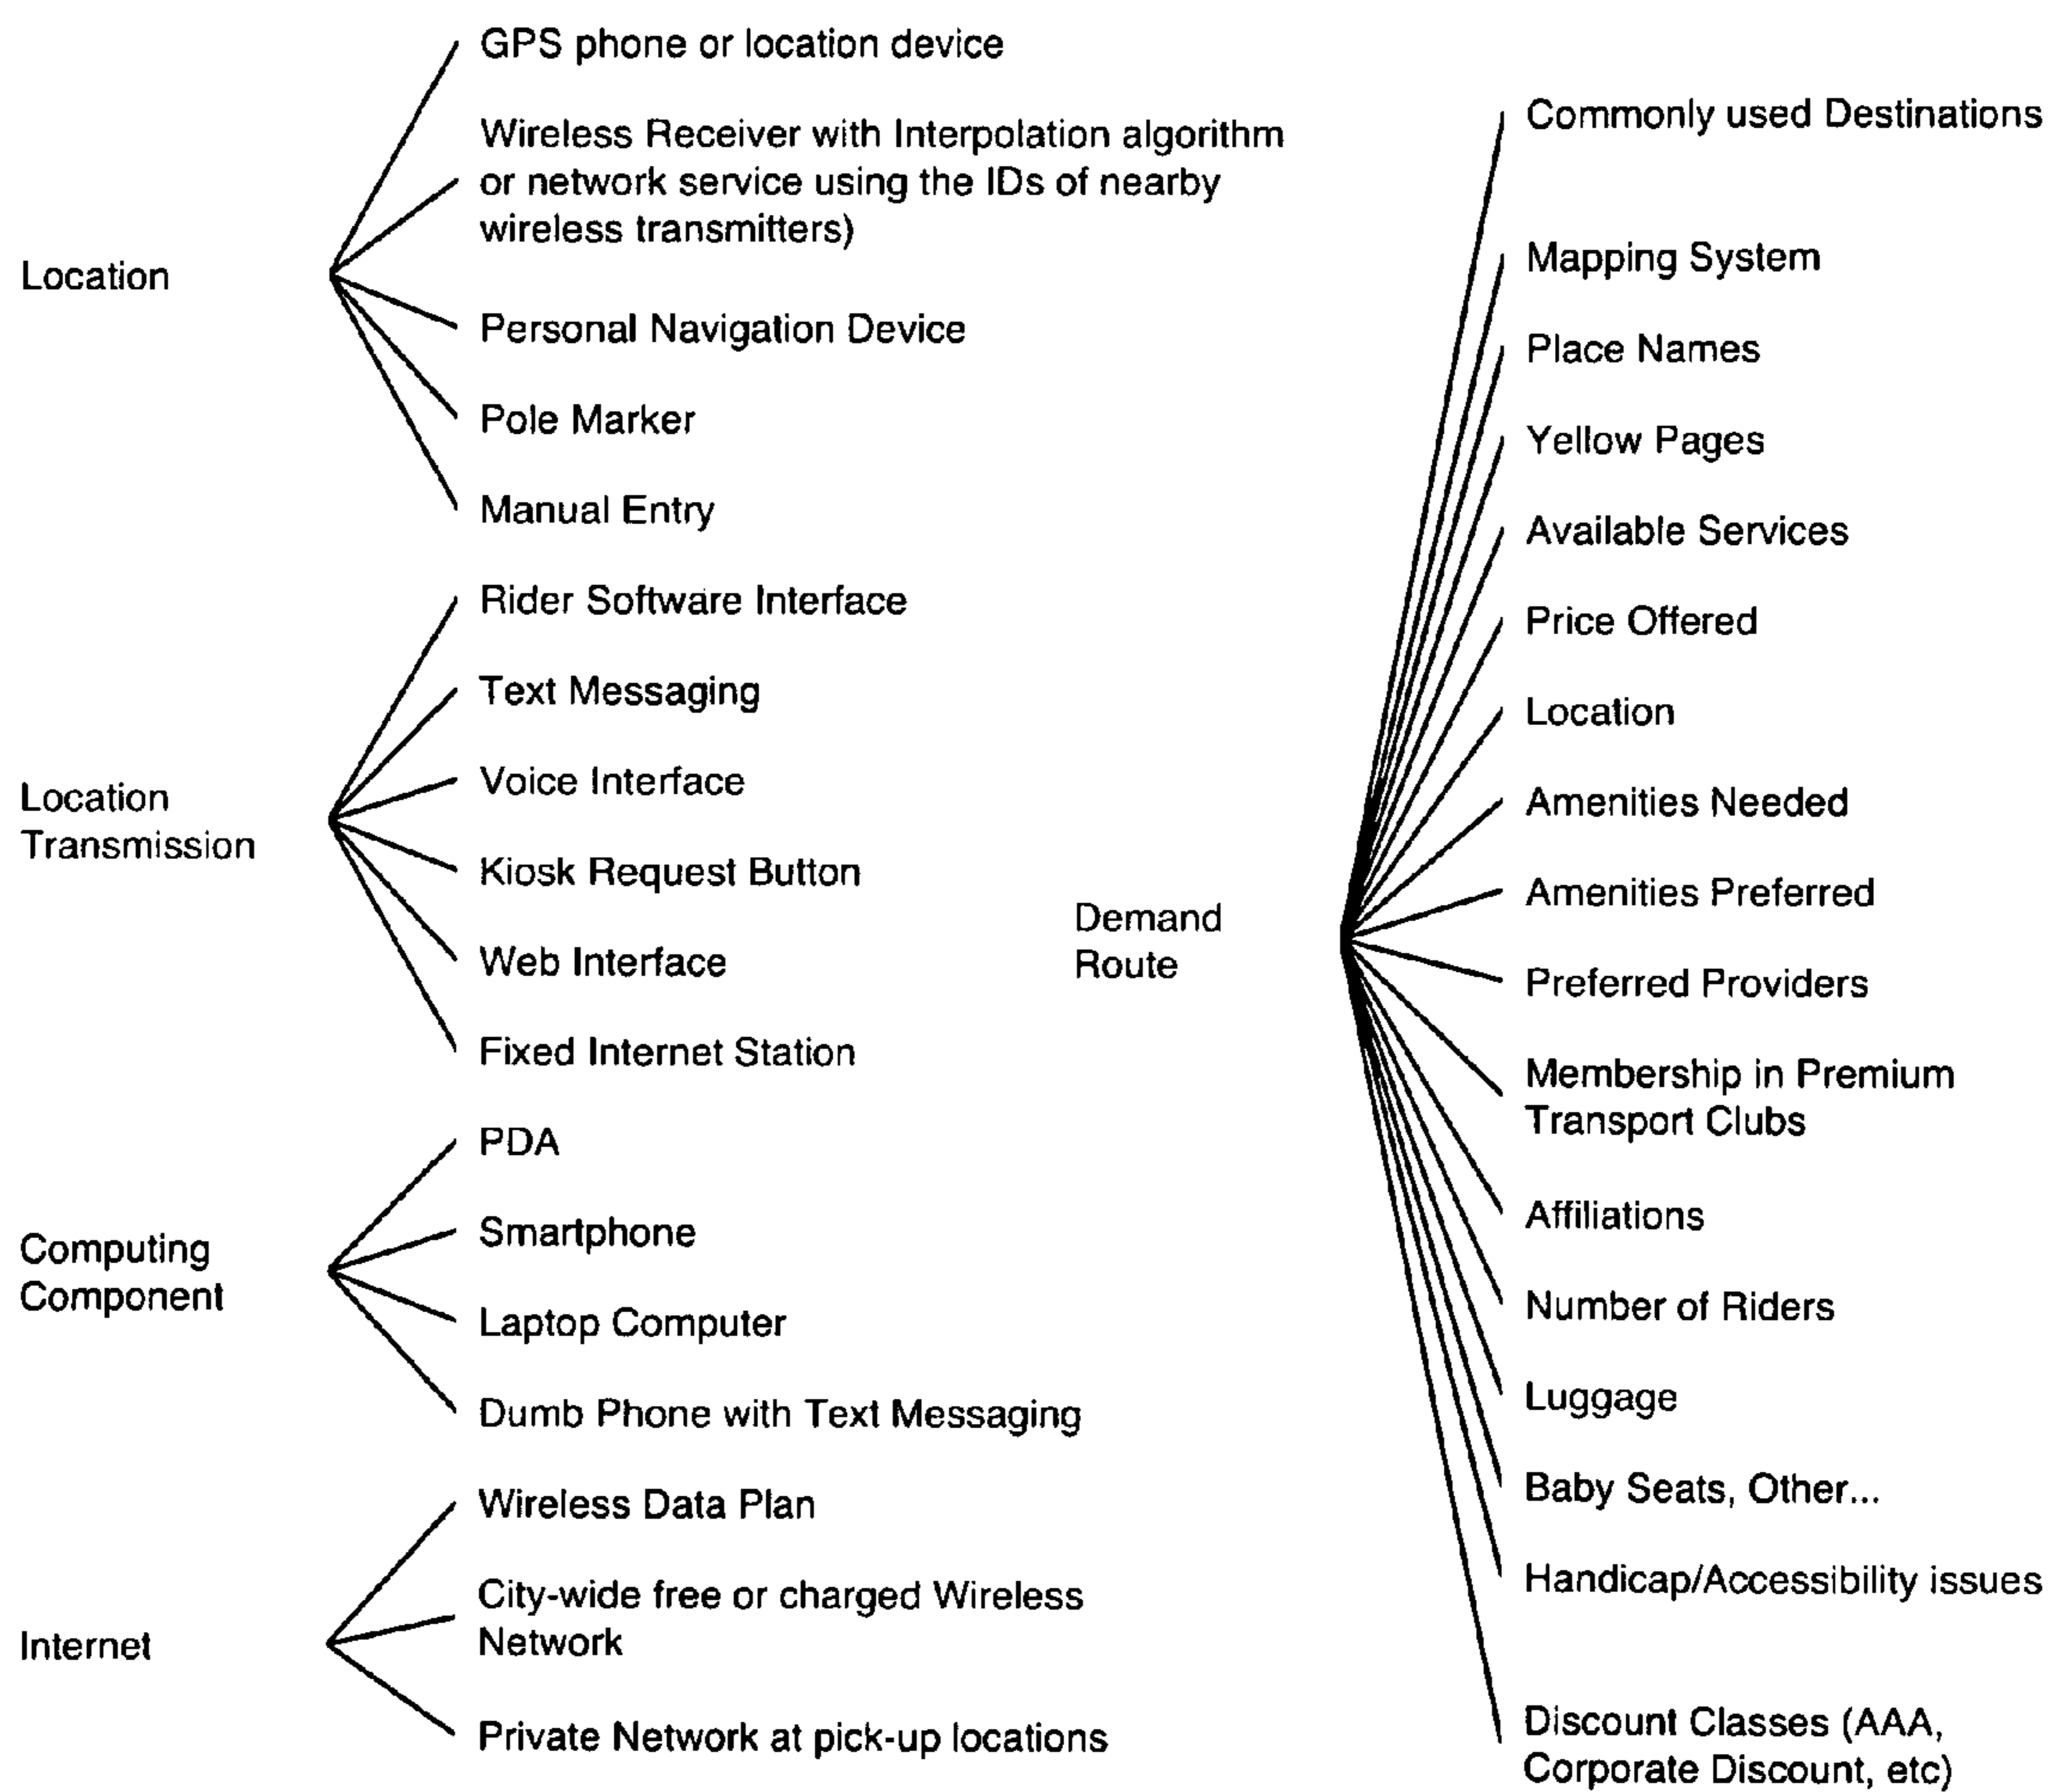 Location
GPS phone or location device
Wireless Receiver with Interpolation algorithm
or network service using the IDs of nearby
wireless transmitters)
Personal Navigation Device
Pole Marker
Manual Entry
Location
Transmission
Rider Software Interface
Text Messaging
Voice Interface
Kiosk Request Button
Web Interface
Fixed Internet Station
Computing
Component
PDA
Smartphone
Laptop Computer
Dumb Phone with Text Messaging
Internet
Wireless Data Plan
City-wide free or charged Wireless
Network
Private Network at pick-up locations
Demand
Route
Commonly used Destinations
Mapping System
Place Names
Yellow Pages
Available Services
Price Offered
Location
Amenities Needed
Amenities Preferred
Preferred Providers
Membership in Premium
Transport Clubs
Affiliations
Number of Riders
Luggage
Baby Seats, Other...
Handicap/Accessibility issues
Discount Classes (AAA,
Corporate Discount, etc)